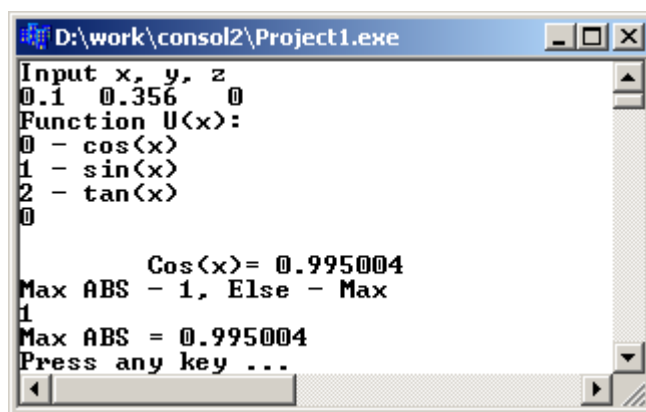 D:\work\consol2\Project1.exe
Input x, y, z
0.1  0.356    0
Function U(x):
0 - cos(x)
1 - sin(x)
2 - tan(x)
0
Cos(x)= 0.995004
Max ABS - 1, Else - Max
1
Max ABS = 0.995004
Press any key ...